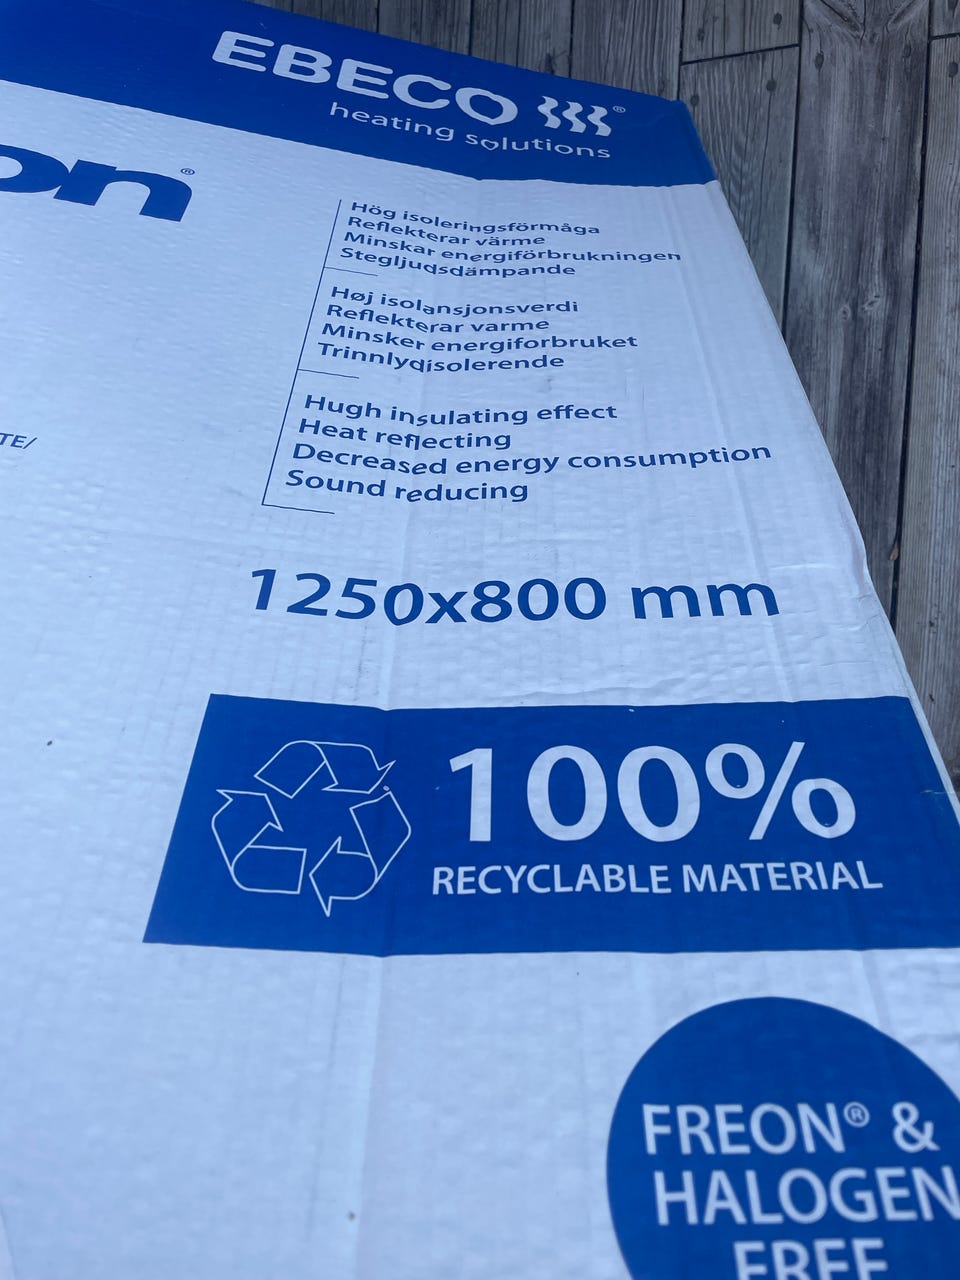 EBECO®
heating solutions
on®
Hög isoleringsförmåga
Reflekterar värme
Minskar energiförbrukningen
Stegljudsdämpande
Høj isolansjonsverdi
Reflekterar varme
Minsker energiforbruket
Trinnlydisolerende
Hugh insulating effect
Heat reflecting
Decreased energy consumption
Sound reducing
TE/
1250x800 mm
100%
RECYCLABLE MATERIAL
FREON® &
HALOGEN
FREE